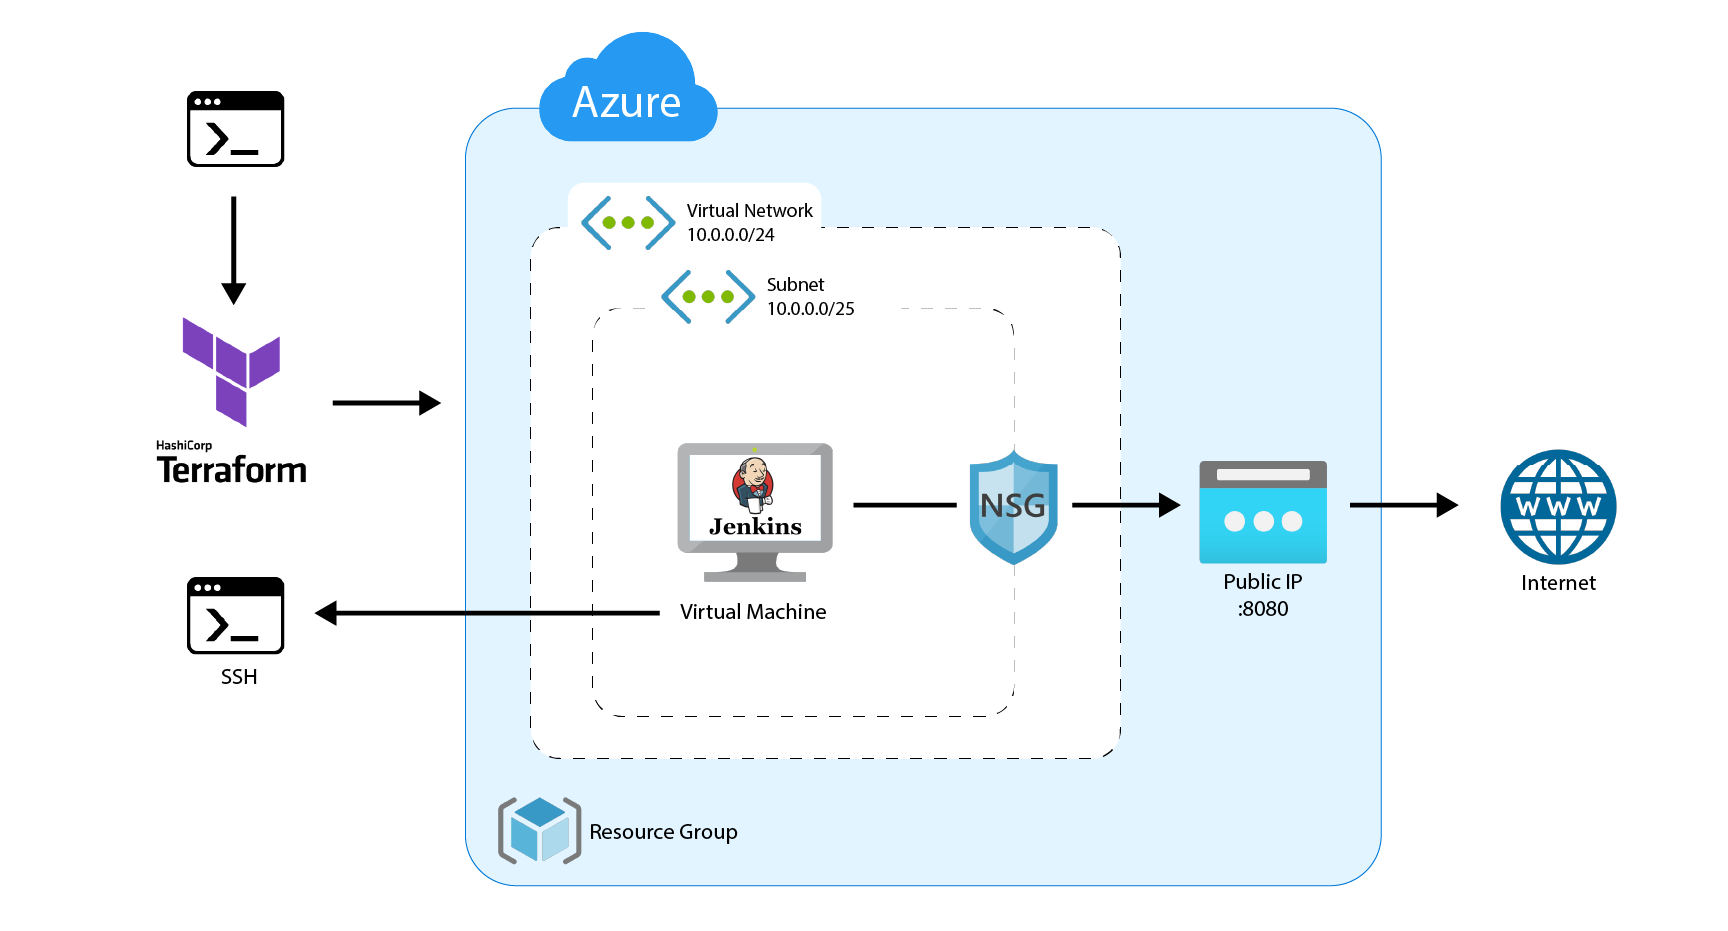 Azure
Virtual Network
10.0.0.0/24
Subnet
10.0.0.0/25
HashiCorp
Terraform
Jenkins
NSG
WWW
Virtual Machine
Public IP
:8080
Internet
SSH
Resource Group